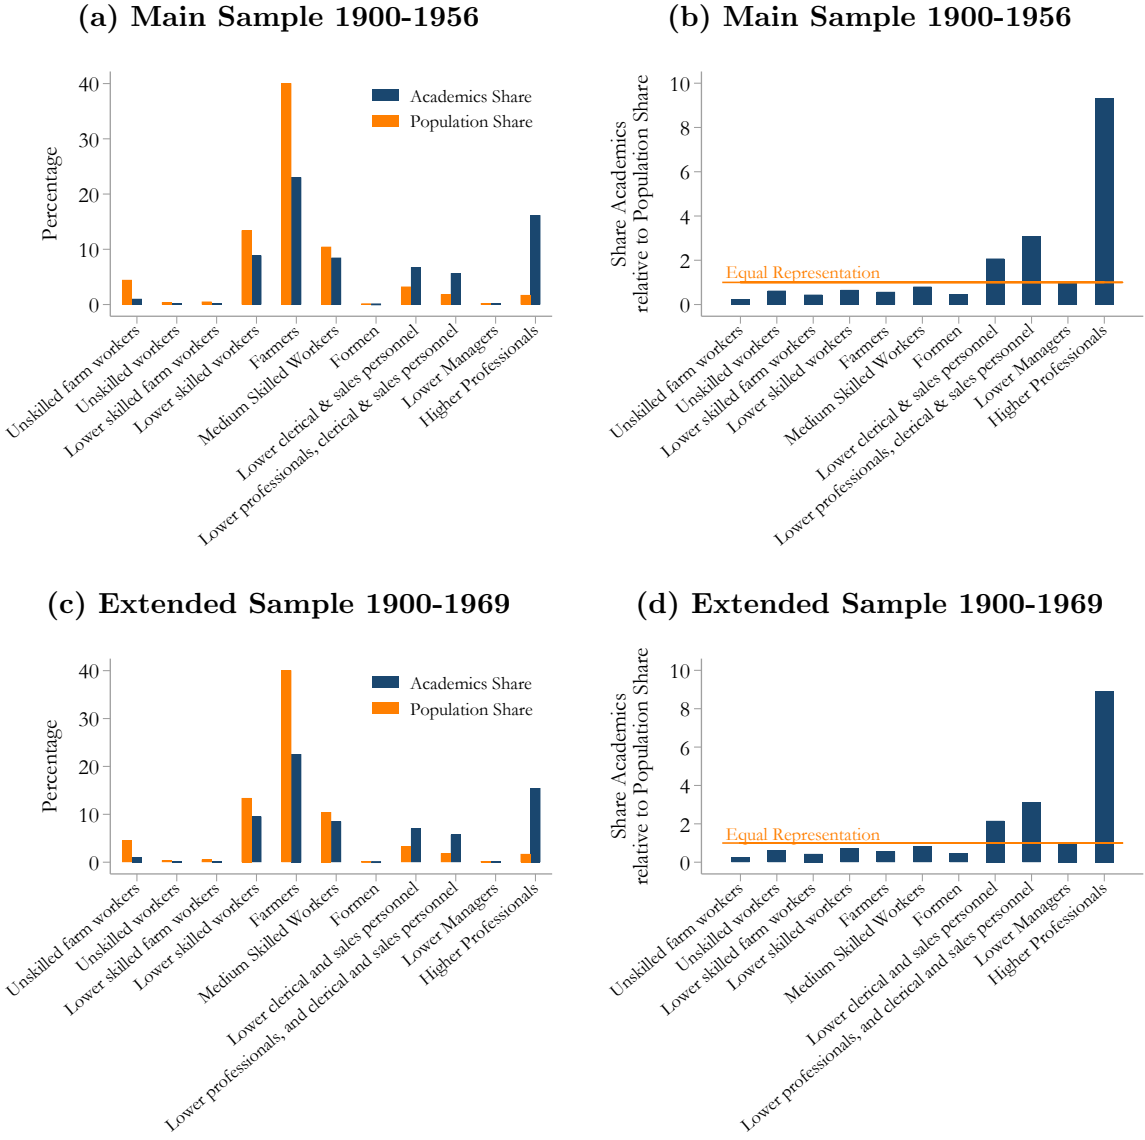 (a) Main Sample 1900-1956
Percentage
40
30
20
10
0
Academics Share
Population Share
Unskilled farm workers
Unskilled workers
Lower skilled farm workers
Lower skilled workers
Farmers
Medium Skilled Workers
Formen
Lower clerical & sales personnel
Lower professionals, clerical & sales personnel
Lower Managers
Higher Professionals
(b) Main Sample 1900-1956
Share Academics
relative to Population Share
10
8
6
4
2
0
Equal Representation
Unskilled farm workers
Unskilled workers
Lower skilled farm workers
Lower skilled workers
Farmers
Medium Skilled Workers
Formen
Lower clerical & sales personnel
Lower professionals, clerical & sales personnel
Lower Managers
Higher Professionals
(c) Extended Sample 1900-1969
Percentage
40
30
20
10
0
Academics Share
Population Share
Unskilled farm workers
Unskilled workers
Lower skilled farm workers
Lower skilled workers
Farmers
Medium Skilled Workers
Formen
Lower clerical and sales personnel
Lower professionals, and clerical and sales personnel
Lower Managers
Higher Professionals
(d) Extended Sample 1900-1969
Share Academics
relative to Population Share
10
8
6
4
2
0
Equal Representation
Unskilled farm workers
Unskilled workers
Lower skilled farm workers
Lower skilled workers
Farmers
Medium Skilled Workers
Formen
Lower clerical and sales personnel
Lower professionals, and clerical and sales personnel
Lower Managers
Higher Professionals